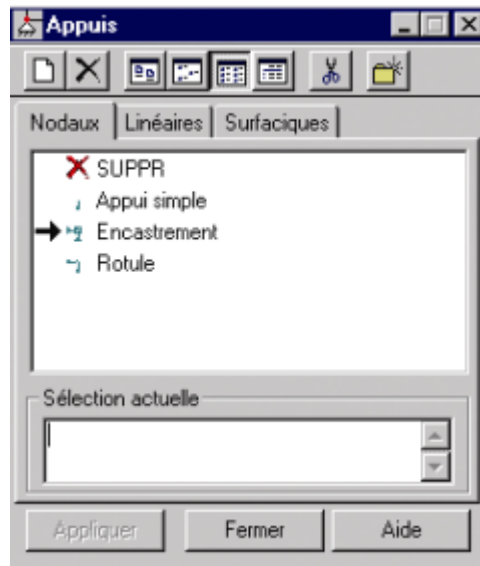 Appuis
Nodaux Linéaires Surfaciques
SUPPR
Appui simple
Encastrement
Rotule
Sélection actuelle
Appliquer Fermer Aide